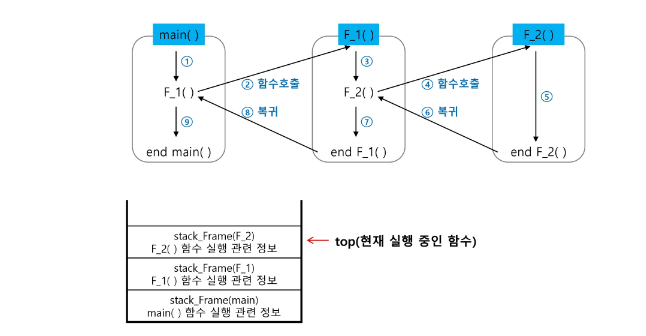 main( )
F_1( )
F_2( )
①
③
② 함수호출
④ 함수호출
F_1( )
F_2( )
⑤
⑧ 복귀
⑥ 복귀
⑨
⑦
end main( )
end F_1( )
end F_2( )
stack_Frame(F_2)
F_2( ) 함수 실행 관련 정보
top(현재 실행 중인 함수)
stack_Frame(F_1)
F_1( ) 함수 실행 관련 정보
stack_Frame(main)
main( ) 함수 실행 관련 정보